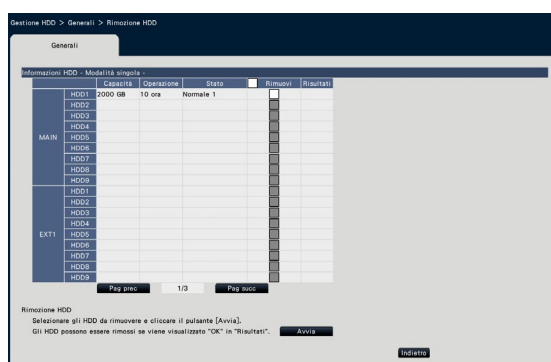 Gestione HDD > Generali > Rimozione HDD
Generali
Informazioni HDD - Modalità singola -
Capacità Operazione Stato Rimuovi Risultati
MAIN
HDD1 2000 GB 10 ora Normale 1
HDD2
HDD3
HDD4
HDD5
HDD6
HDD7
HDD8
HDD9
EXT1
HDD1
HDD2
HDD3
HDD4
HDD5
HDD6
HDD7
HDD8
HDD9
Pag prec 1/3 Pag succ
Rimozione HDD
Selezionare gli HDD da rimuovere e cliccare il pulsante [Avvia].
Gli HDD possono essere rimossi se viene visualizzato "OK" in "Risultati". Avvia
Indietro